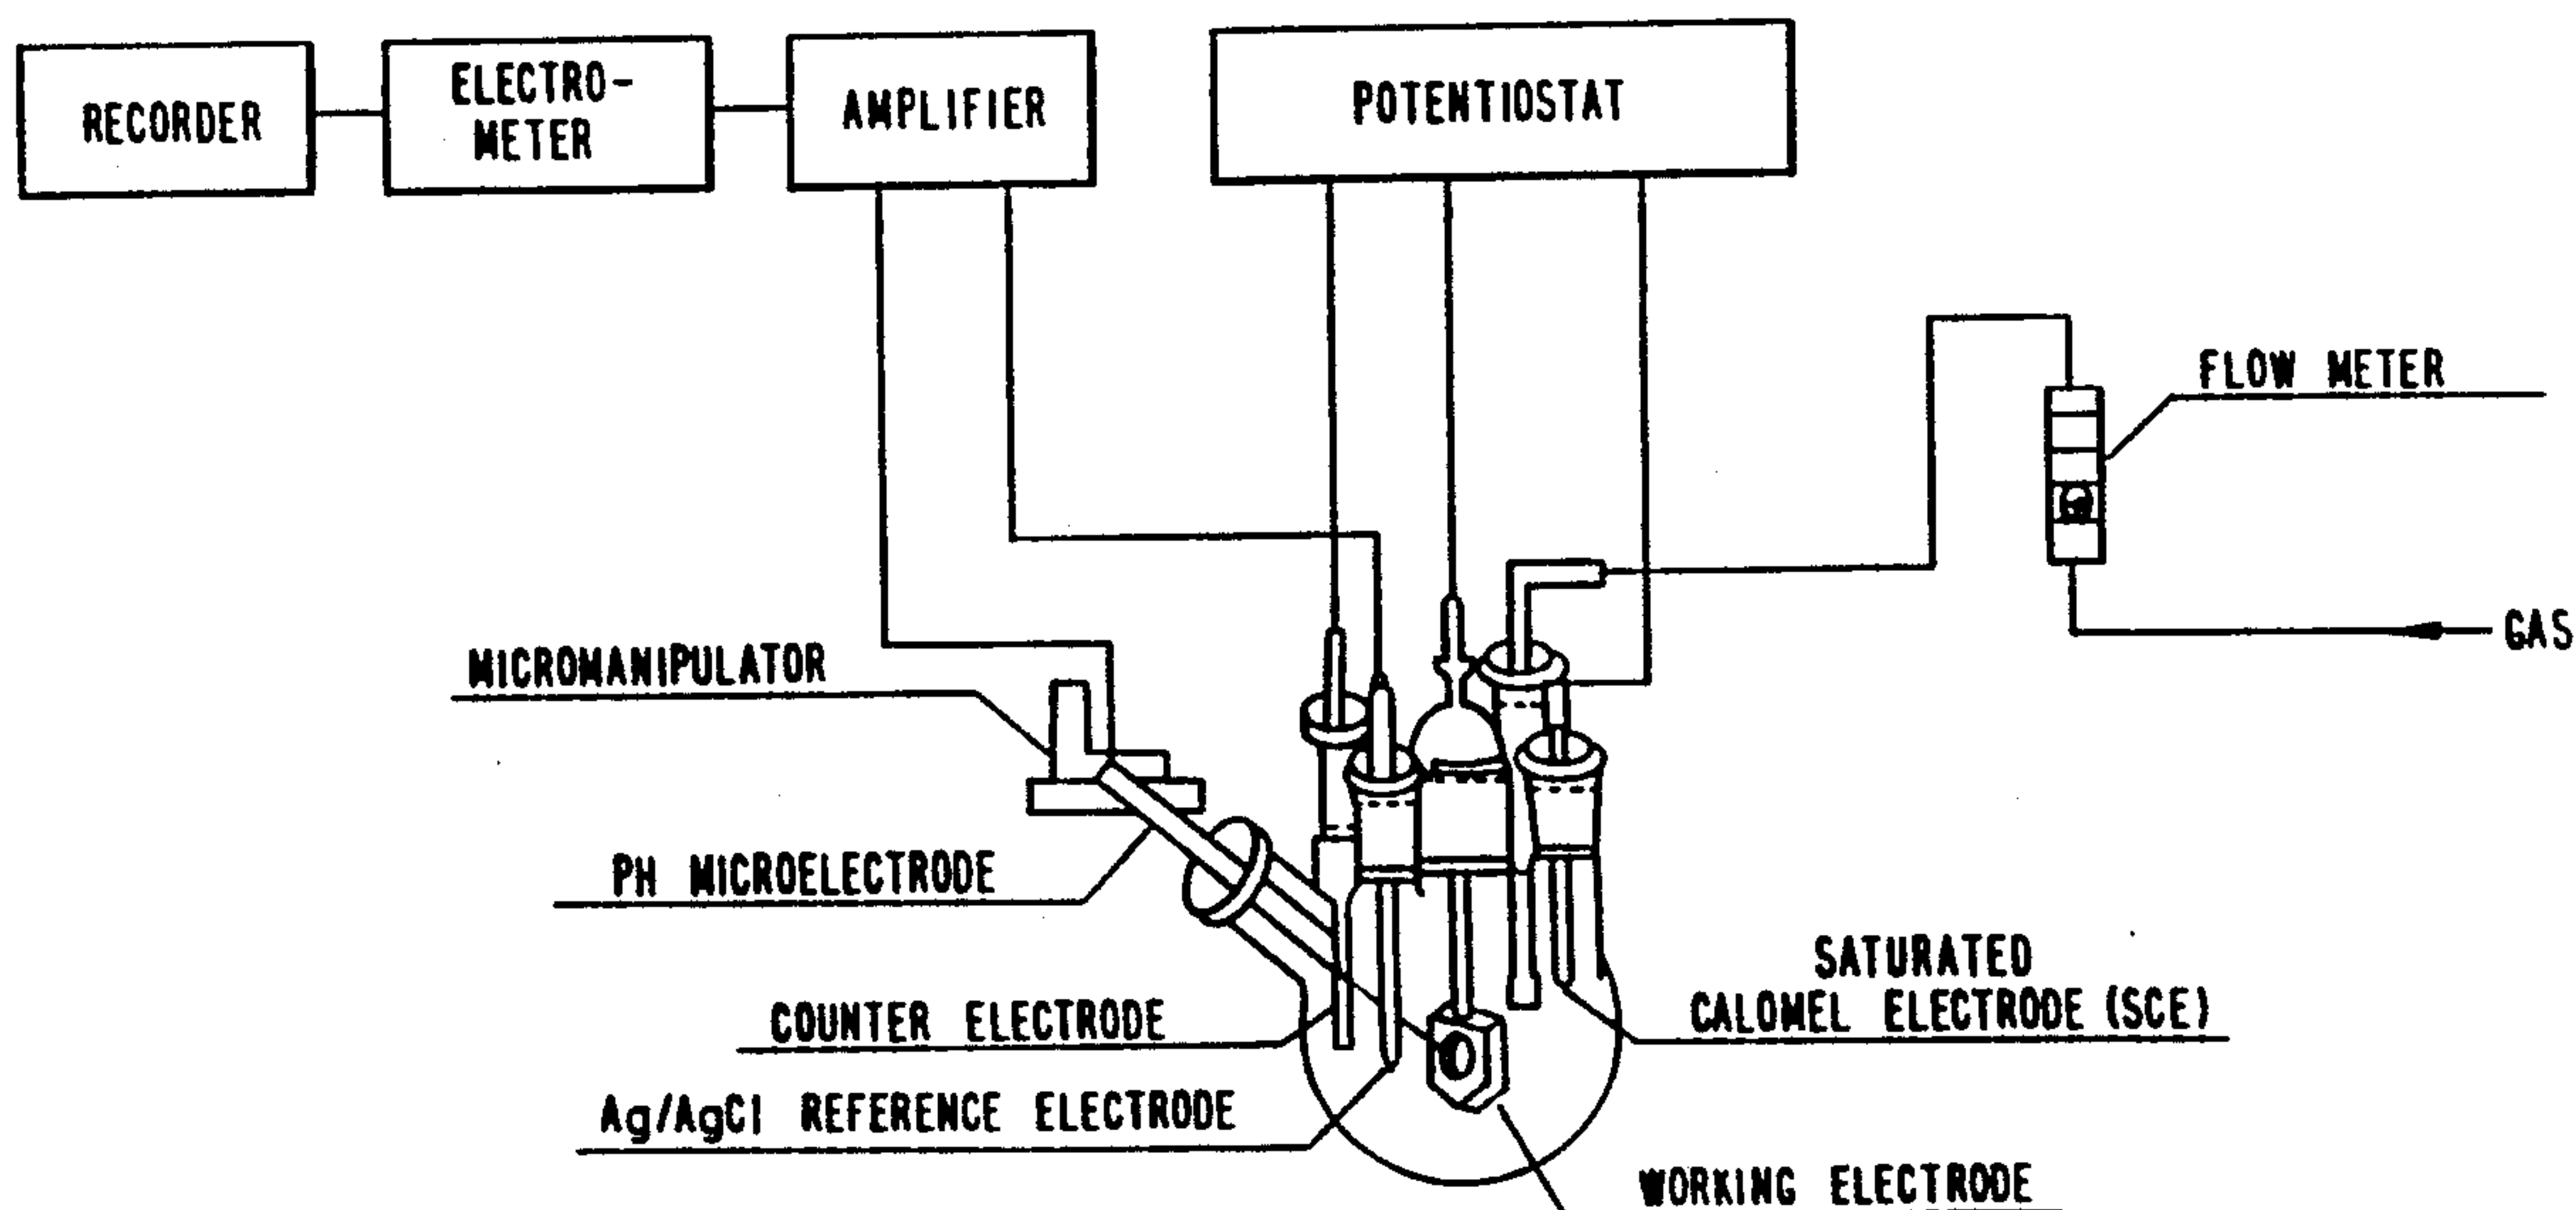 RECORDER
ELECTRO-
METER
AMPLIFIER
POTENTIOSTAT
FLOW METER
GAS
MICROMANIPULATOR
PH MICROELECTRODE
SATURATED
CALOMEL ELECTRODE (SCE)
COUNTER ELECTRODE
Ag/AgCl REFERENCE ELECTRODE
WORKING ELECTRODE